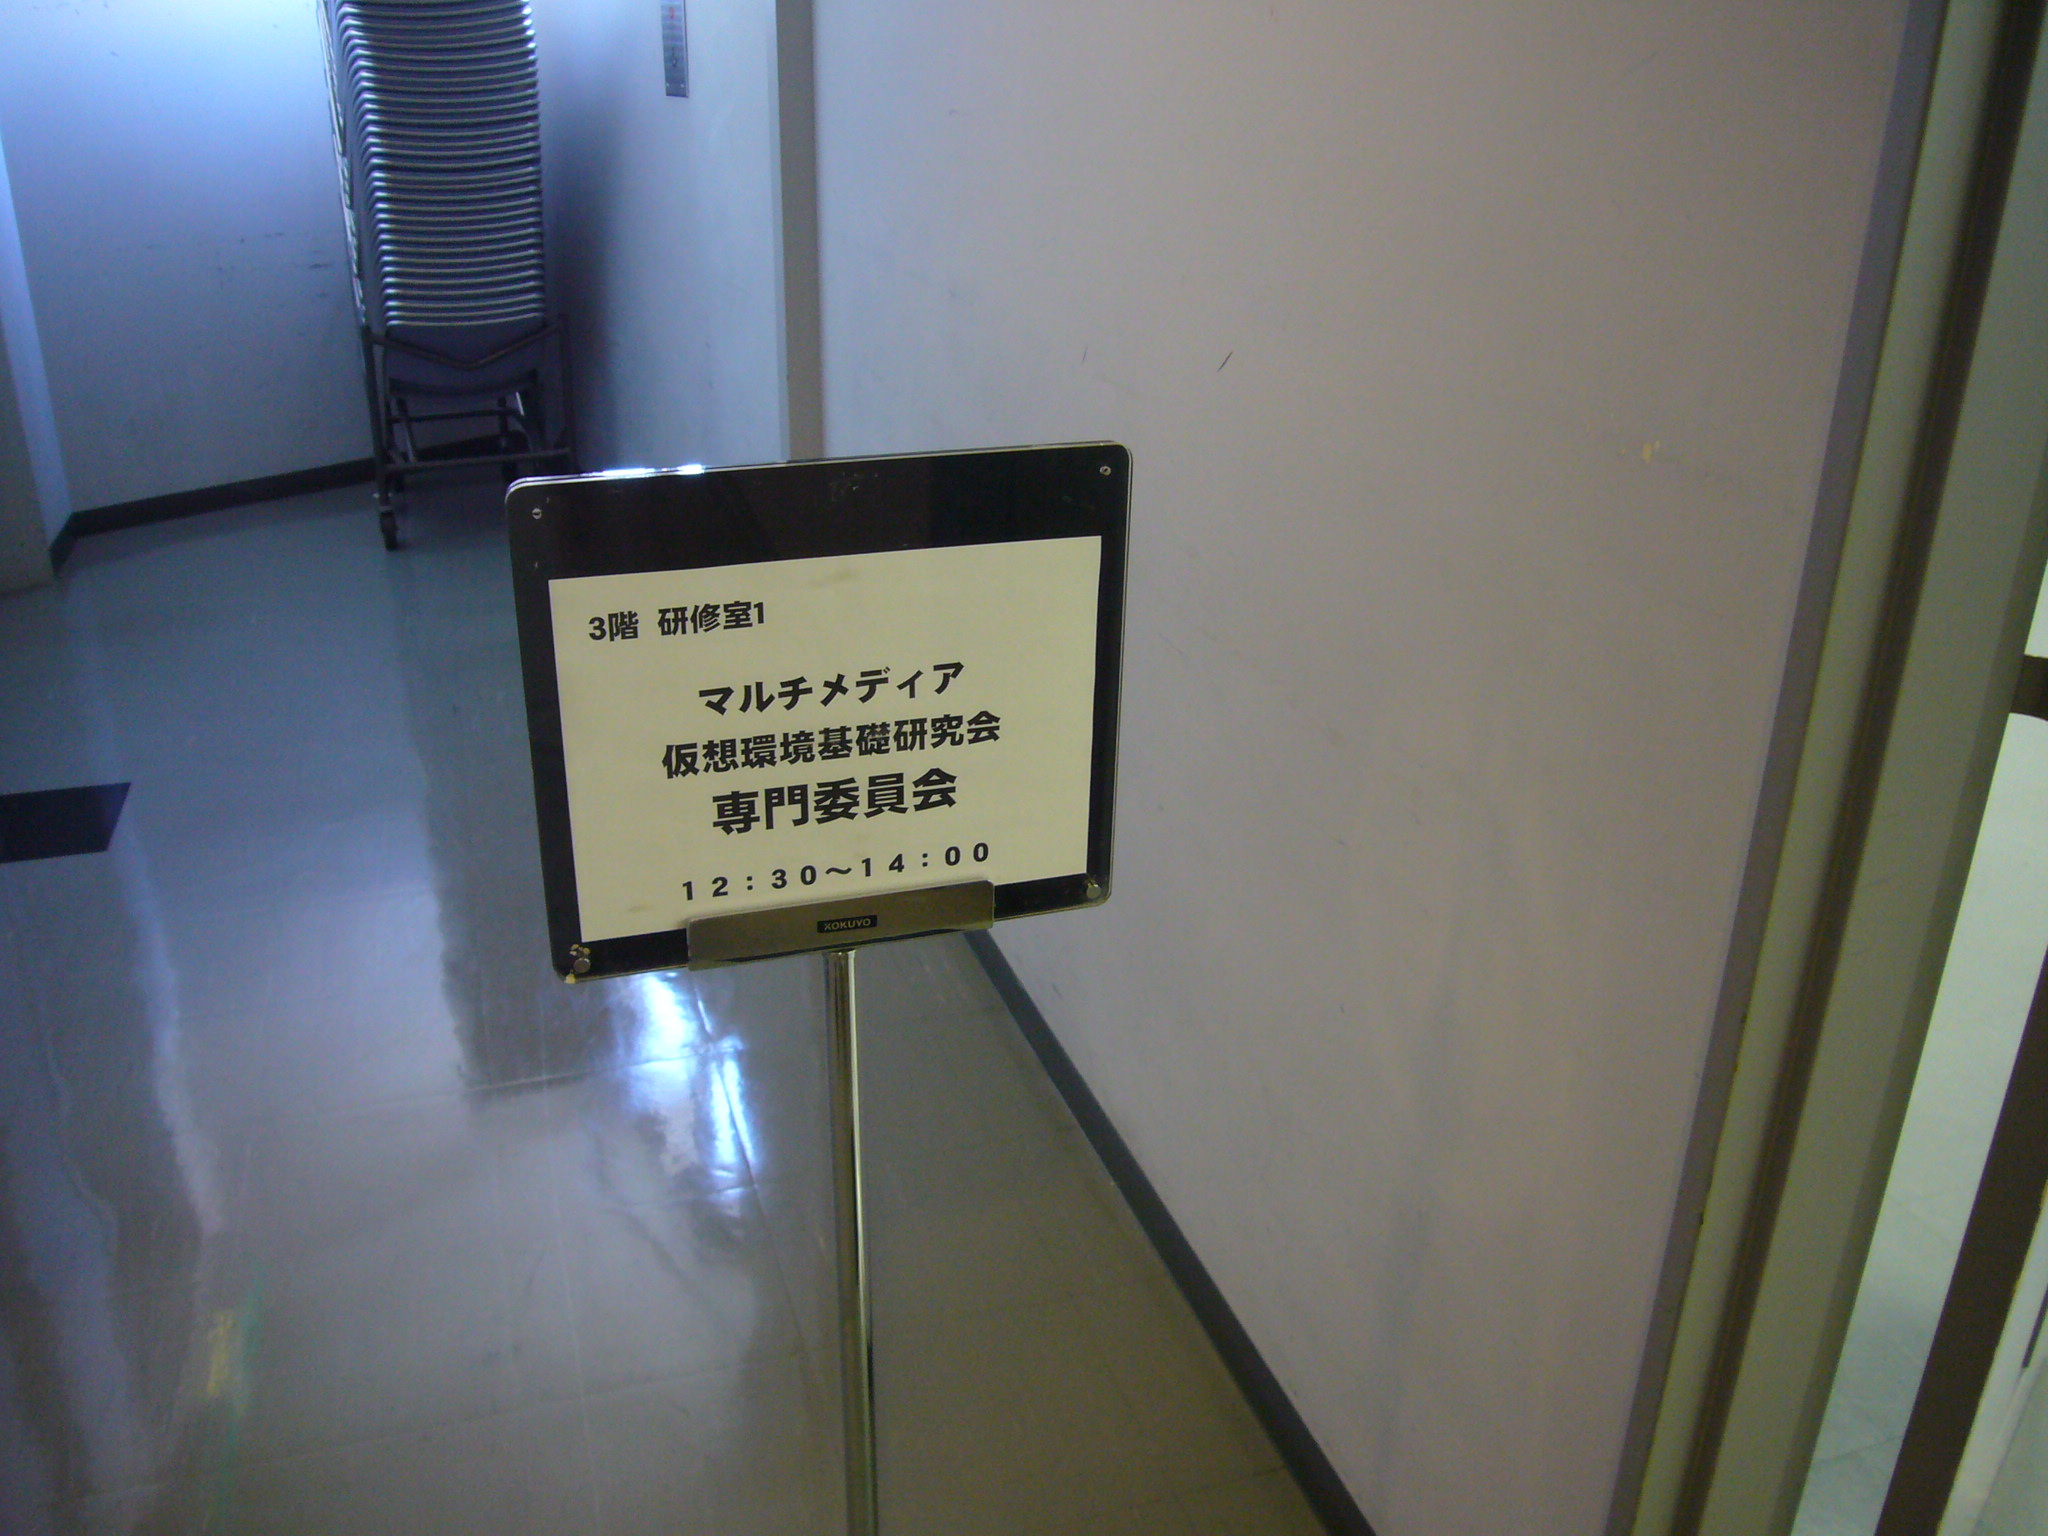 3階 研修室1
マルチメディア
仮想環境基礎研究会
専門委員会
12:30～14:00
KOKUYO